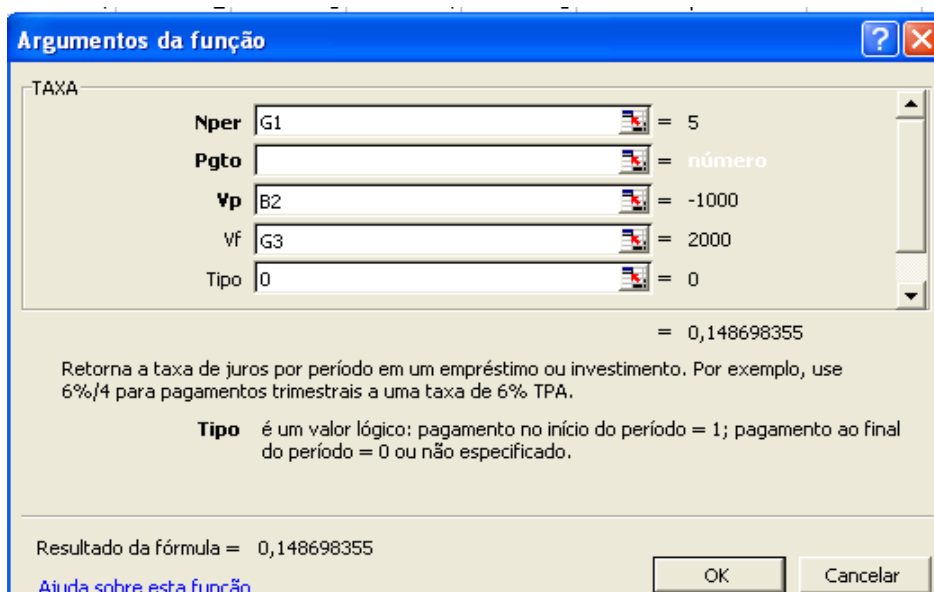 Argumentos da função
TAXA
Nper G1 = 5
Pgto = número
Vp B2 = -1000
Vf G3 = 2000
Tipo 0 = 0
= 0,148698355
Retorna a taxa de juros por período em um empréstimo ou investimento. Por exemplo, use
6%/4 para pagamentos trimestrais a uma taxa de 6% TPA.
Tipo é um valor lógico: pagamento no início do período = 1; pagamento ao final
do período = 0 ou não especificado.
Resultado da fórmula = 0,148698355
OK Cancelar
Ajuda sobre esta função